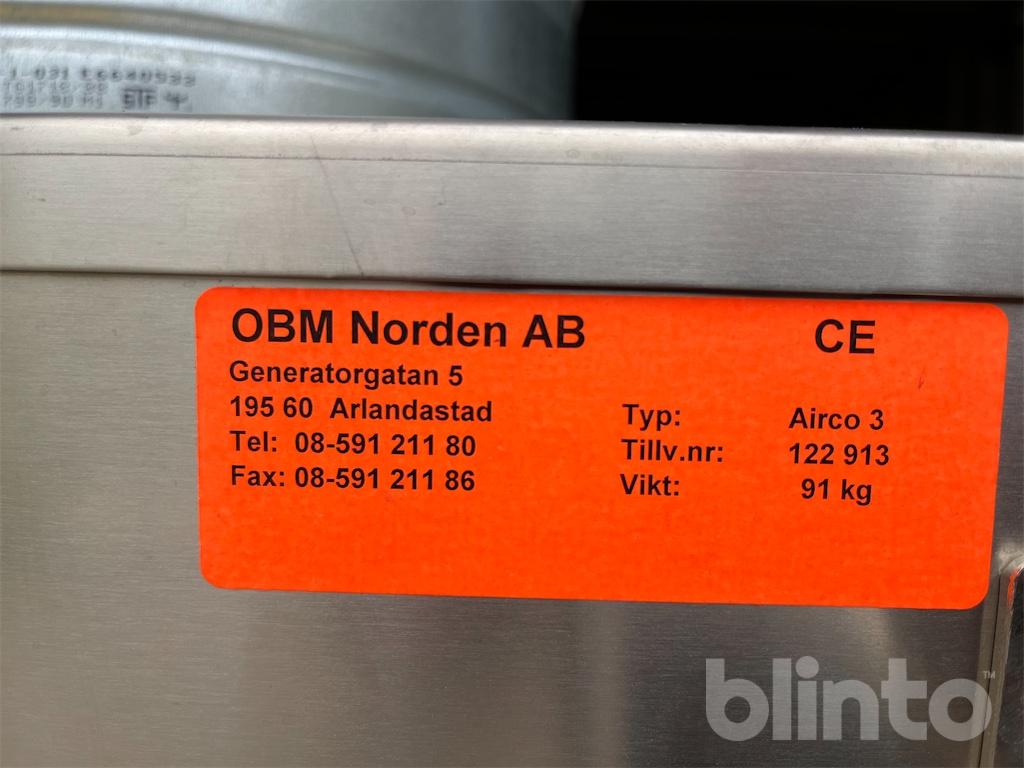 OBM Norden AB
CE
Generatorgatan 5
195 60 Arlandastad
Tel: 08-591 211 80
Fax: 08-591 211 86
Typ: Airco 3
Tillv.nr: 122 913
Vikt: 91 kg
blinto™